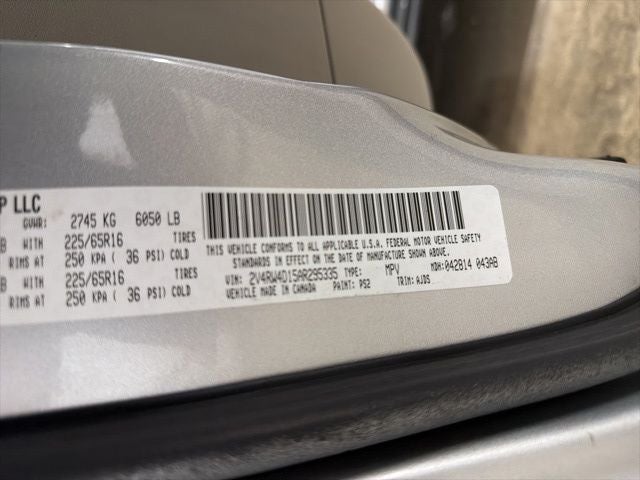 P LLC
GVWR: 2745 KG 6050 LB
B WITH 225/65R16 TIRES
RIMS AT 250 KPA ( 36 PSI) COLD
B WITH 225/65R16 TIRES
RIMS AT 250 KPA ( 36 PSI) COLD
THIS VEHICLE CONFORMS TO ALL APPLICABLE U.S.A. FEDERAL MOTOR VEHICLE SAFETY
STANDARDS IN EFFECT ON THE DATE OF MANUFACTURE SHOWN ABOVE.
VIN: 2V4RW4D15AR295335 TYPE: MPV MDH: 042814 043AB
VEHICLE MADE IN CANADA PAINT: PS2 TRIM: AJDS